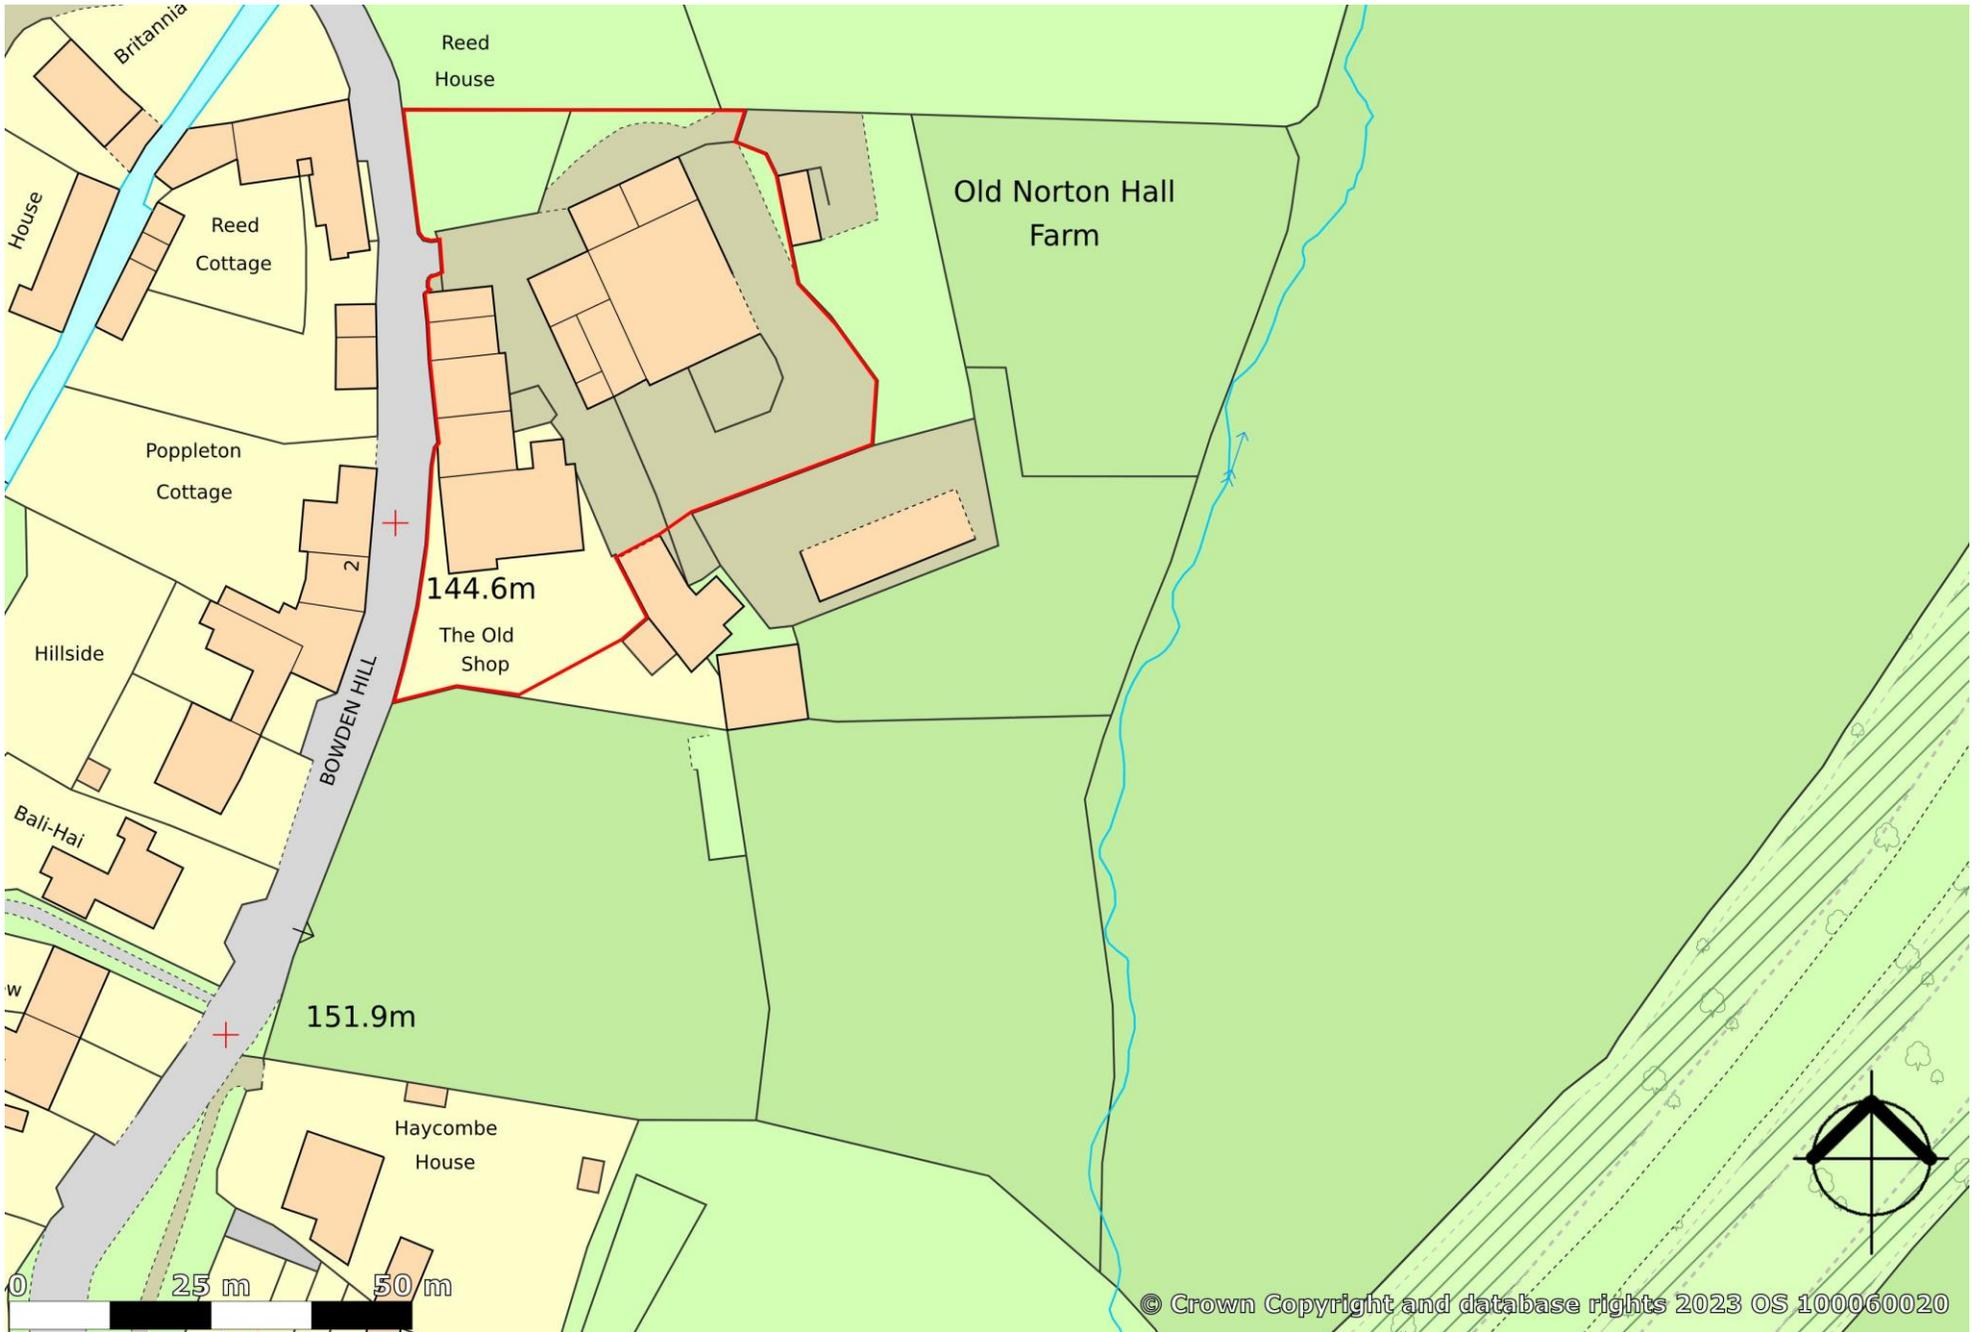 Britannia
Reed
House
House
Reed
Cottage
Old Norton Hall
Farm
Poppleton
Cottage
2
144.6m
The Old
Shop
Hillside
BOWDEN HILL
Bali-Hai
ew
151.9m
Haycombe
House
0 25 m 50 m
© Crown Copyright and database rights 2023 OS 100060020